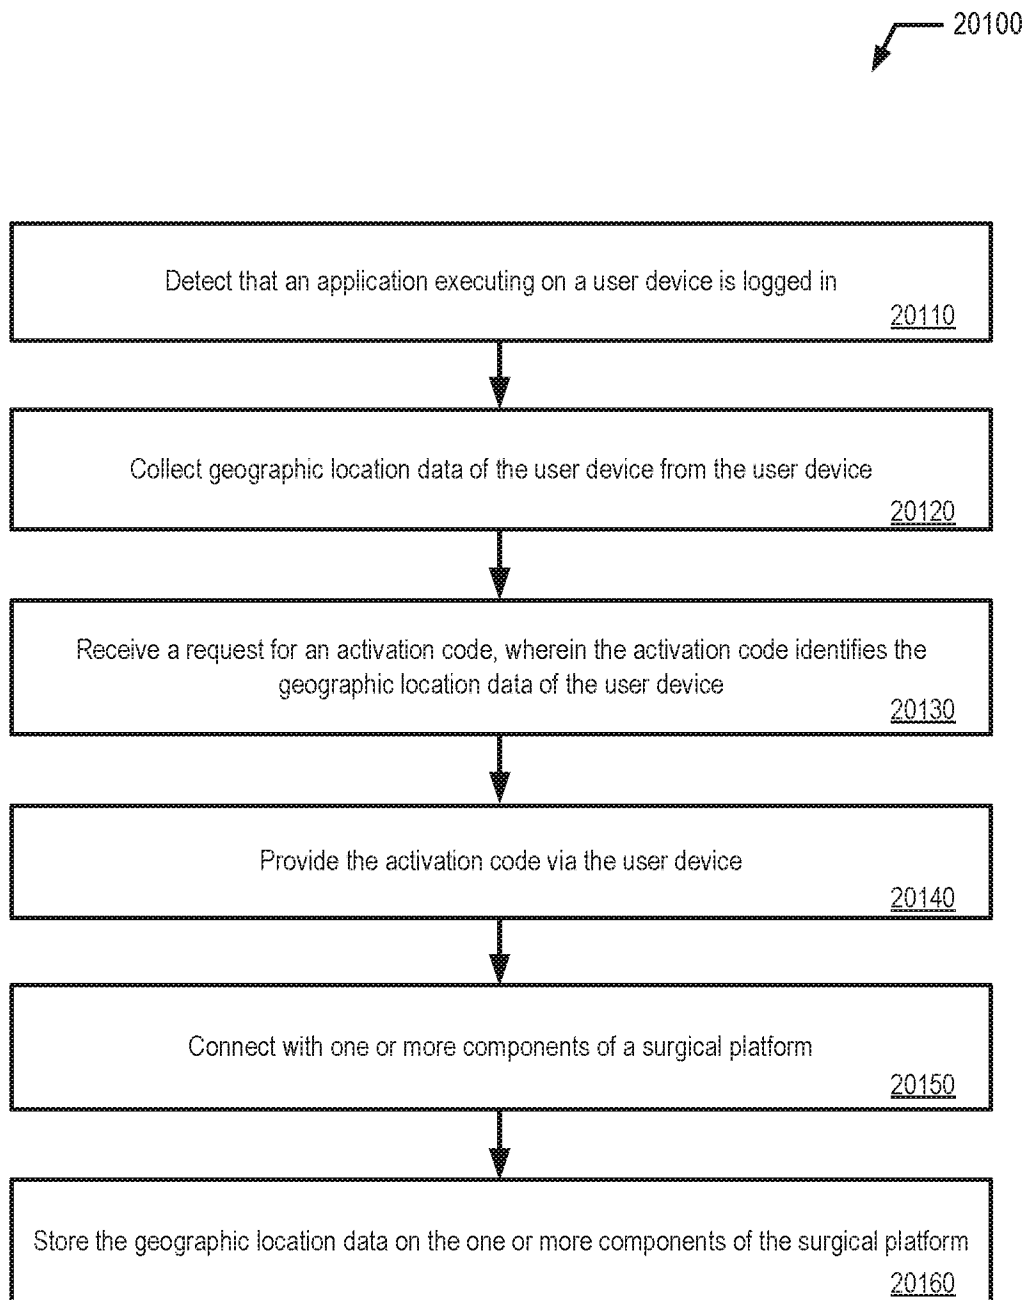 20100
Detect that an application executing on a user device is logged in
20110
Collect geographic location data of the user device from the user device
20120
Receive a request for an activation code, wherein the activation code identifies the
geographic location data of the user device
20130
Provide the activation code via the user device
20140
Connect with one or more components of a surgical platform
20150
Store the geographic location data on the one or more components of the surgical platform
20160